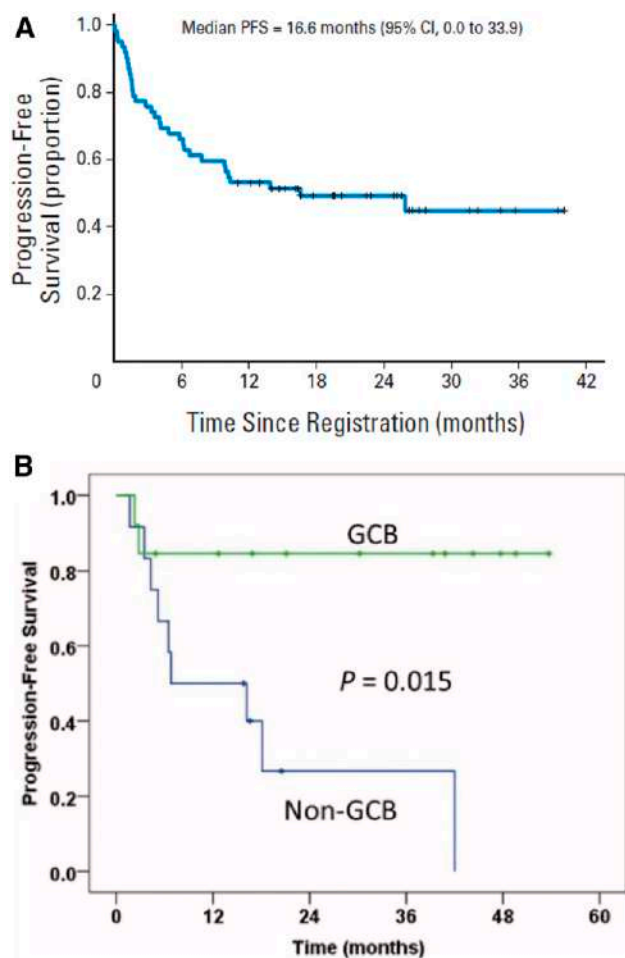 A
Median PFS = 16.6 months (95% CI, 0.0 to 33.9)
Progression-Free
Survival (proportion)
1.0
0.8
0.6
0.4
0.2
0
6
12
18
24
30
36
42
Time Since Registration (months)
B
Progression-Free Survival
1.0
0.8
0.6
0.4
0.2
0.0
GCB
P = 0.015
Non-GCB
0
12
24
36
48
60
Time (months)